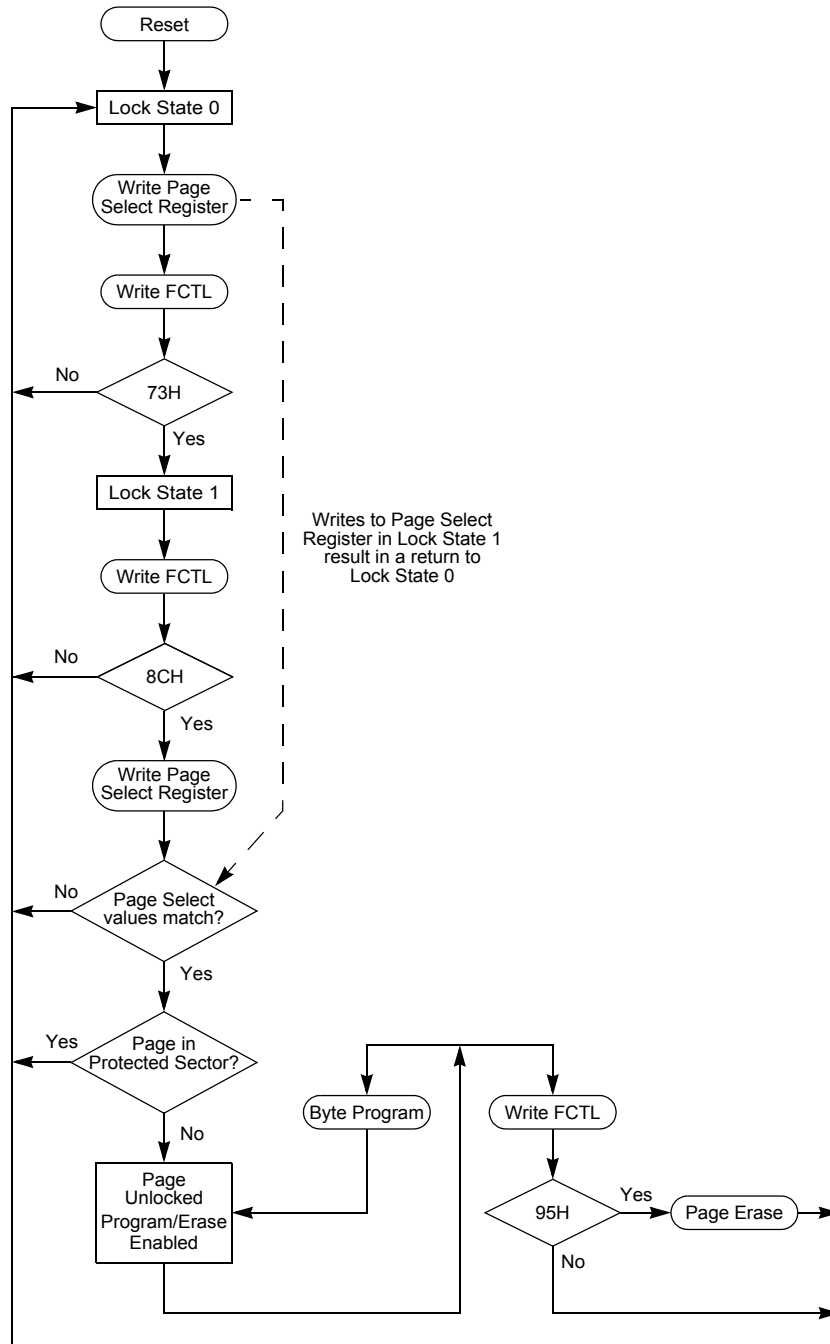 Reset
Lock State 0
Write Page
Select Register
Write FCTL
No
73H
Yes
Lock State 1
Writes to Page Select
Register in Lock State 1
result in a return to
Lock State 0
Write FCTL
No
8CH
Yes
Write Page
Select Register
No
Page Select
values match?
Yes
Yes
Page in
Protected Sector?
No
Byte Program
Write FCTL
Page
Unlocked
Program/Erase
Enabled
95H
Yes
Page Erase
No